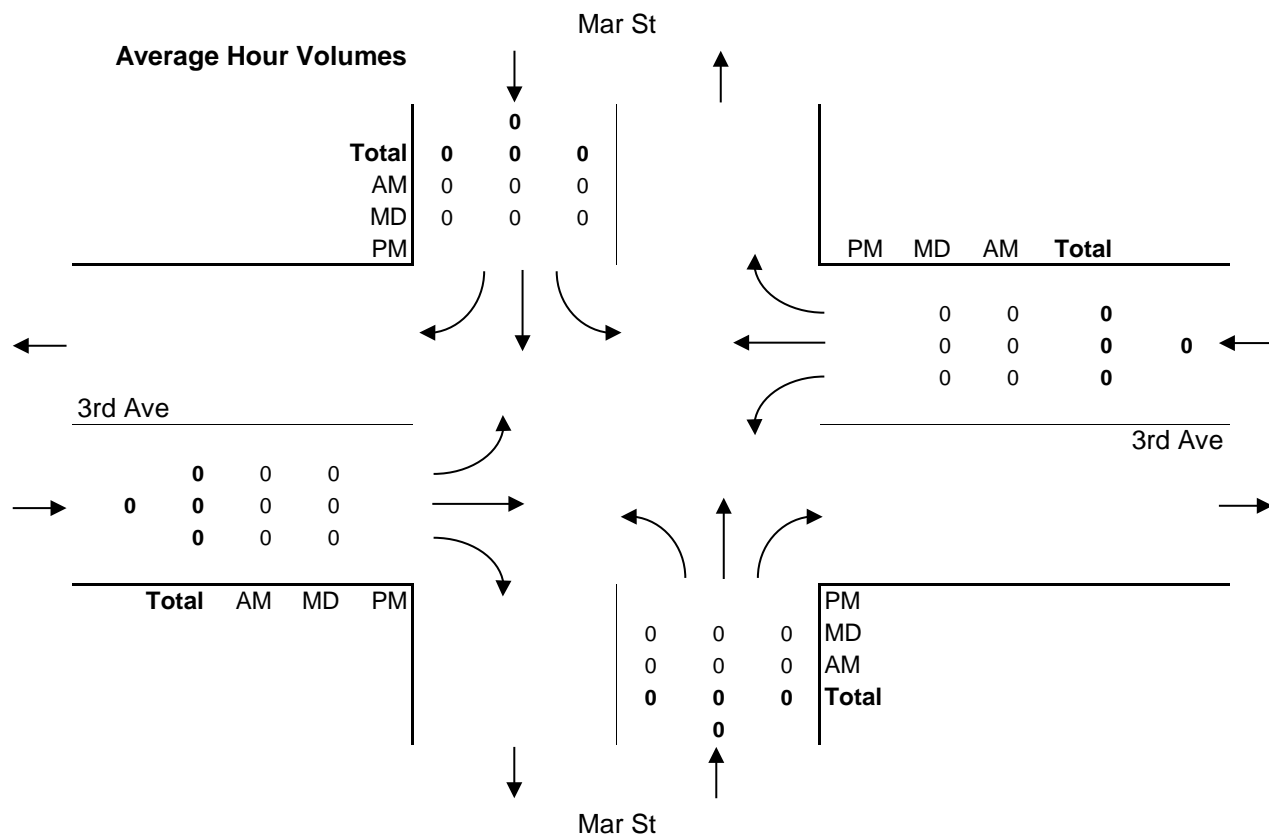 Mar St
Average Hour Volumes
0
Total 0 0 0
AM 0 0 0
MD 0 0 0
PM
PM MD AM Total
0 0 0
0 0 0 0
0 0 0
3rd Ave
3rd Ave
0 0 0
0 0 0 0
0 0 0
Total AM MD PM
PM
0 0 0 MD
0 0 0 AM
0 0 0 Total
0
Mar St